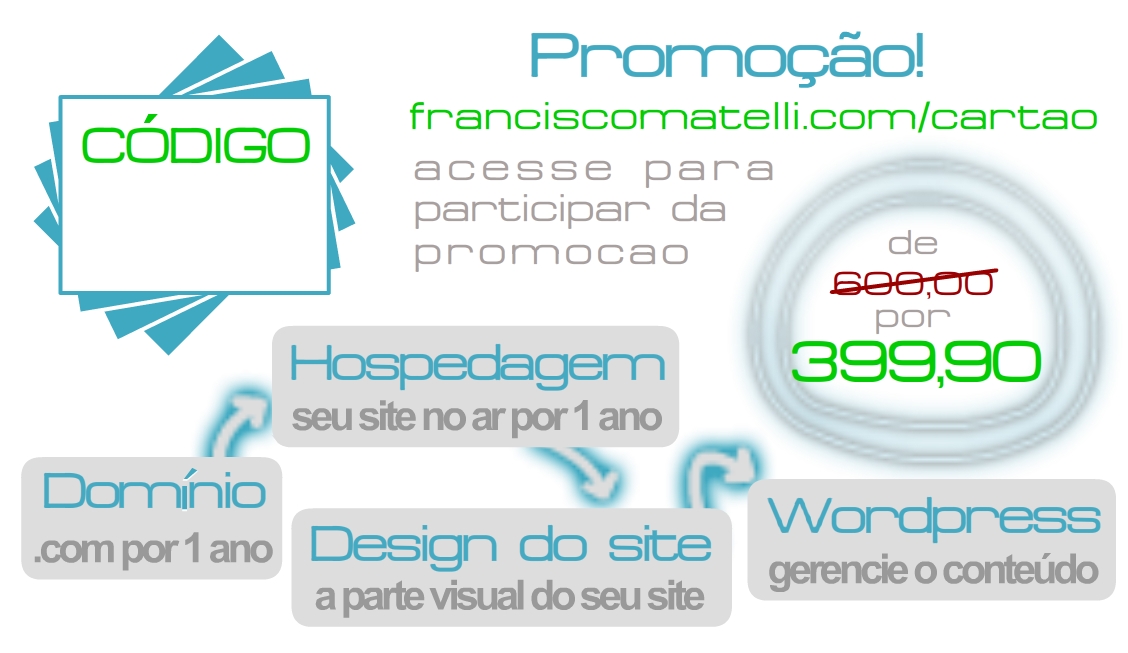 CÓDIGO
Promoção!
franciscomatelli.com/cartao
acesse para
participar da
promocao
de
600,00
por
399,90
Domínio
.com por 1 ano
Hospedagem
seu site no ar por 1 ano
Design do site
a parte visual do seu site
Wordpress
gerencie o conteúdo